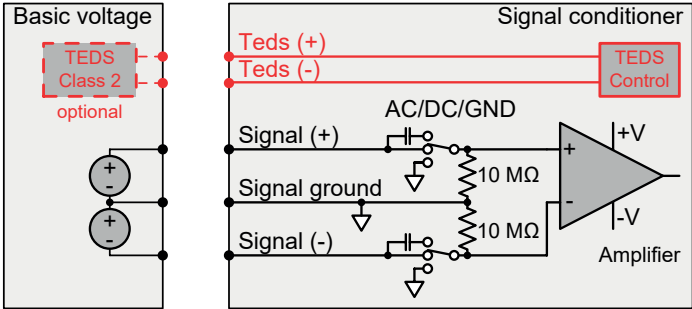 Basic voltage
TEDS
Class 2
optional
+
-
+
-
Signal conditioner
Teds (+)
Teds (-)
TEDS
Control
AC/DC/GND
Signal (+)
10 MΩ
Signal ground
10 MΩ
Signal (-)
+V
+
-
-V
Amplifier